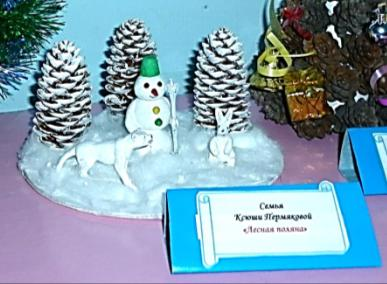 Семья
Ксюши Пермяковой
«Лесная поляна»